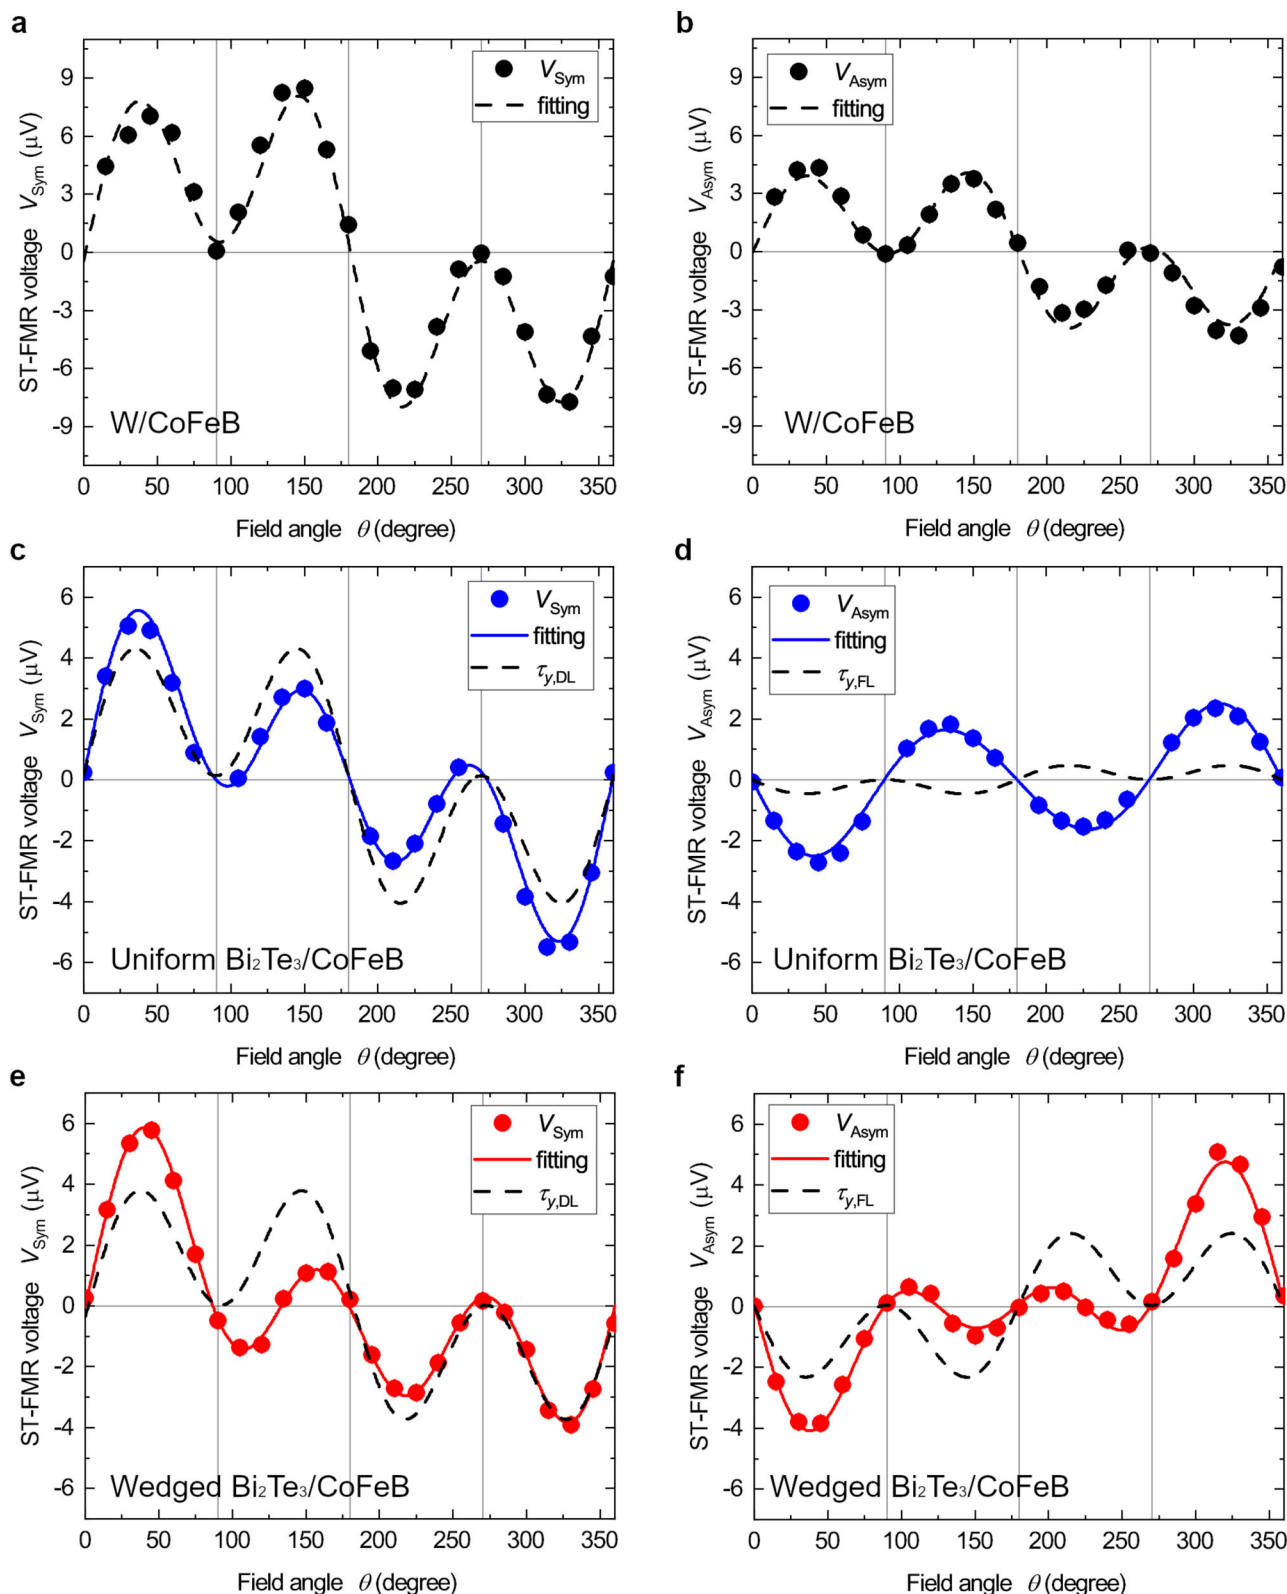 a
ST-FMR voltage V_Sym (μV)
9
6
3
0
-3
-6
-9
V_Sym
fitting
W/CoFeB
0 50 100 150 200 250 300 350
Field angle θ (degree)
b
ST-FMR voltage V_Asym (μV)
9
6
3
0
-3
-6
-9
V_Asym
fitting
W/CoFeB
0 50 100 150 200 250 300 350
Field angle θ (degree)
c
ST-FMR voltage V_Sym (μV)
6
4
2
0
-2
-4
-6
V_Sym
fitting
τ_y,DL
Uniform Bi₂Te₃/CoFeB
0 50 100 150 200 250 300 350
Field angle θ (degree)
d
ST-FMR voltage V_Asym (μV)
6
4
2
0
-2
-4
-6
V_Asym
fitting
τ_y,FL
Uniform Bi₂Te₃/CoFeB
0 50 100 150 200 250 300 350
Field angle θ (degree)
e
ST-FMR voltage V_Sym (μV)
6
4
2
0
-2
-4
-6
V_Sym
fitting
τ_y,DL
Wedged Bi₂Te₃/CoFeB
0 50 100 150 200 250 300 350
Field angle θ (degree)
f
ST-FMR voltage V_Asym (μV)
6
4
2
0
-2
-4
-6
V_Asym
fitting
τ_y,FL
Wedged Bi₂Te₃/CoFeB
0 50 100 150 200 250 300 350
Field angle θ (degree)